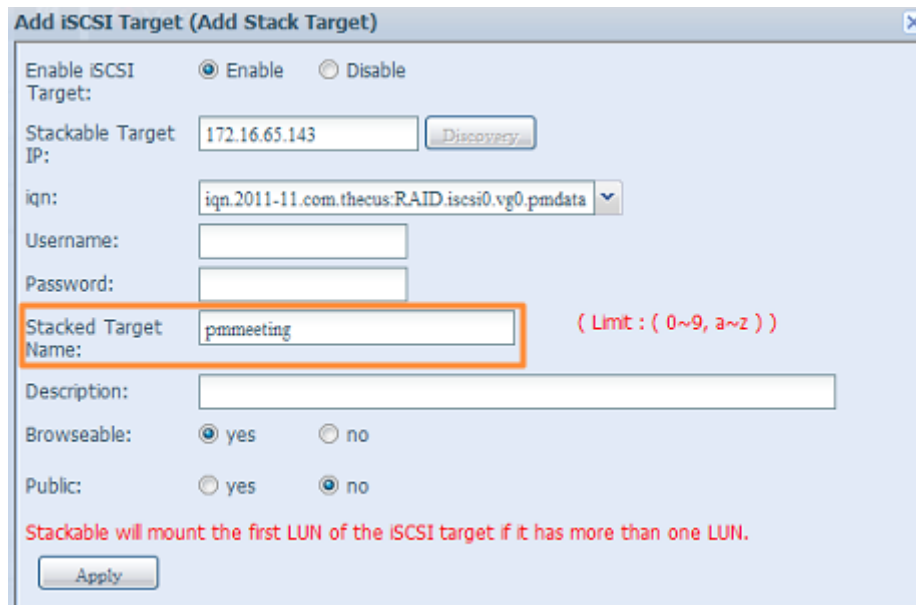 Add iSCSI Target (Add Stack Target)
Enable iSCSI Target: Enable Disable
Stackable Target IP: 172.16.65.143 Discovery
iqn: iqn.2011-11.com.thecus:RAID.iscsi0.vg0.pmdata
Username:
Password:
Stacked Target Name: pmmeeting ( Limit : ( 0~9, a~z ) )
Description:
Browseable: yes no
Public: yes no
Stackable will mount the first LUN of the iSCSI target if it has more than one LUN.
Apply